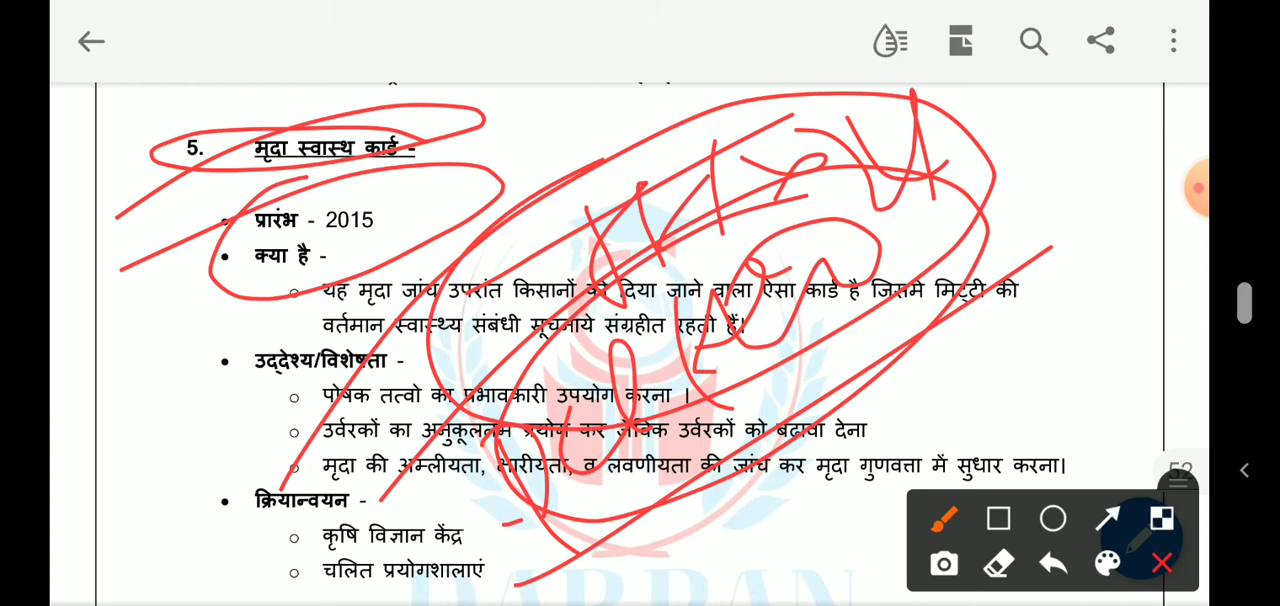 5. मृदा स्वास्थ कार्ड -
• प्रारंभ - 2015
• क्या है -
○ यह मृदा जांच उपरांत किसानों को दिया जाने वाला ऐसा कार्ड है जिसमे मिट्टी की
वर्तमान स्वास्थ्य संबंधी सूचनाये संग्रहीत रहती हैं।
• उद्देश्य/विशेषता -
○ पोषक तत्वो का प्रभावकारी उपयोग करना ।
○ उर्वरकों का अनुकूलतम प्रयोग कर जैविक उर्वरकों को बढावा देना
○ मृदा की अम्लीयता, क्षारीयता, व लवणीयता की जांच कर मृदा गुणवत्ता में सुधार करना।
52
• क्रियान्वयन -
○ कृषि विज्ञान केंद्र
○ चलित प्रयोगशालाएं
DARPAN